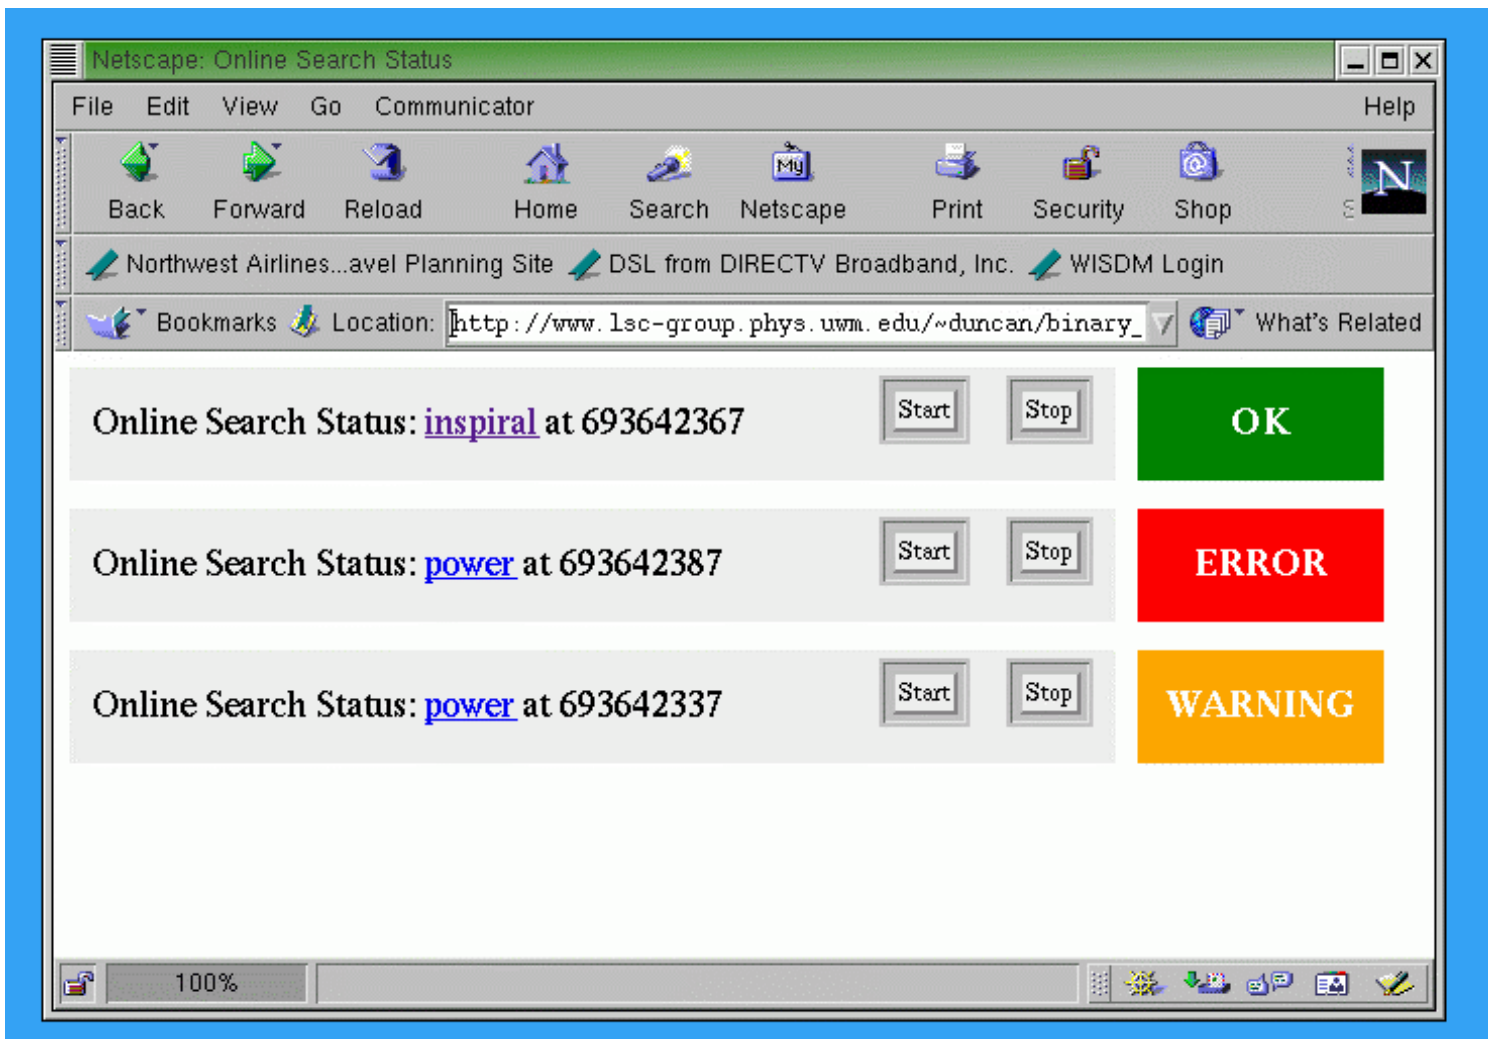 Netscape: Online Search Status
File Edit View Go Communicator Help
My N
Back Forward Reload Home Search Netscape Print Security Shop
Northwest Airlines...avel Planning Site DSL from DIRECTV Broadband, Inc. WISDM Login
Bookmarks Location: http://www.lsc-group.phys.uwm.edu/~duncan/binary_ What's Related
Online Search Status: inspiral at 693642367 Start Stop OK
Online Search Status: power at 693642387 Start Stop ERROR
Online Search Status: power at 693642337 Start Stop WARNING
100%